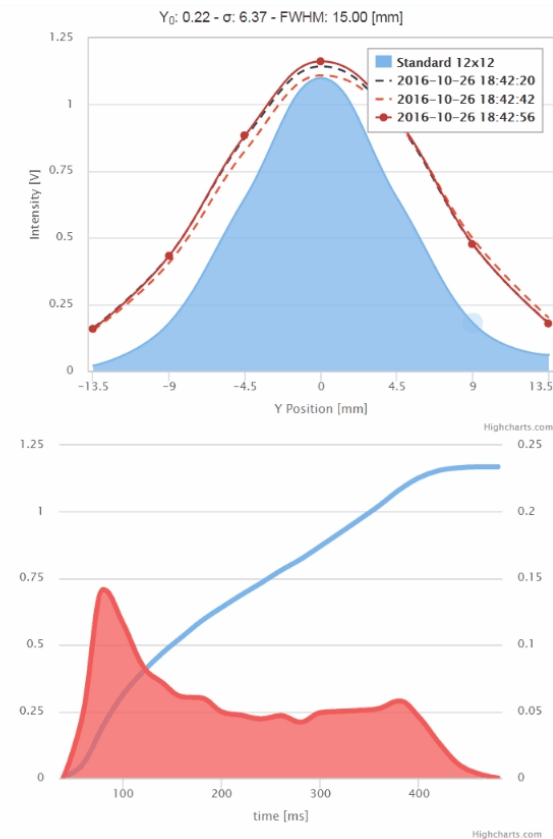 Y0: 0.22 - σ: 6.37 - FWHM: 15.00 [mm]
1.25
1
0.75
0.5
0.25
0
Intensity [V]
Standard 12x12
2016-10-26 18:42:20
2016-10-26 18:42:42
2016-10-26 18:42:56
-13.5 -9 -4.5 0 4.5 9 13.5
Y Position [mm]
Highcharts.com
1.25 0.25
1 0.2
0.75 0.15
0.5 0.1
0.25 0.05
0 0
100 200 300 400
time [ms]
Highcharts.com